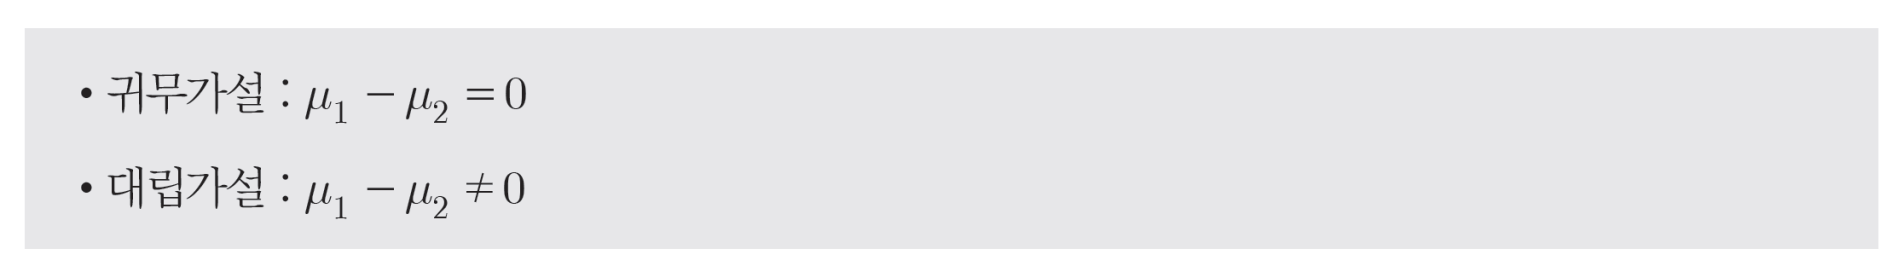 • 귀무가설 : μ₁ − μ₂ = 0
• 대립가설 : μ₁ − μ₂ ≠ 0